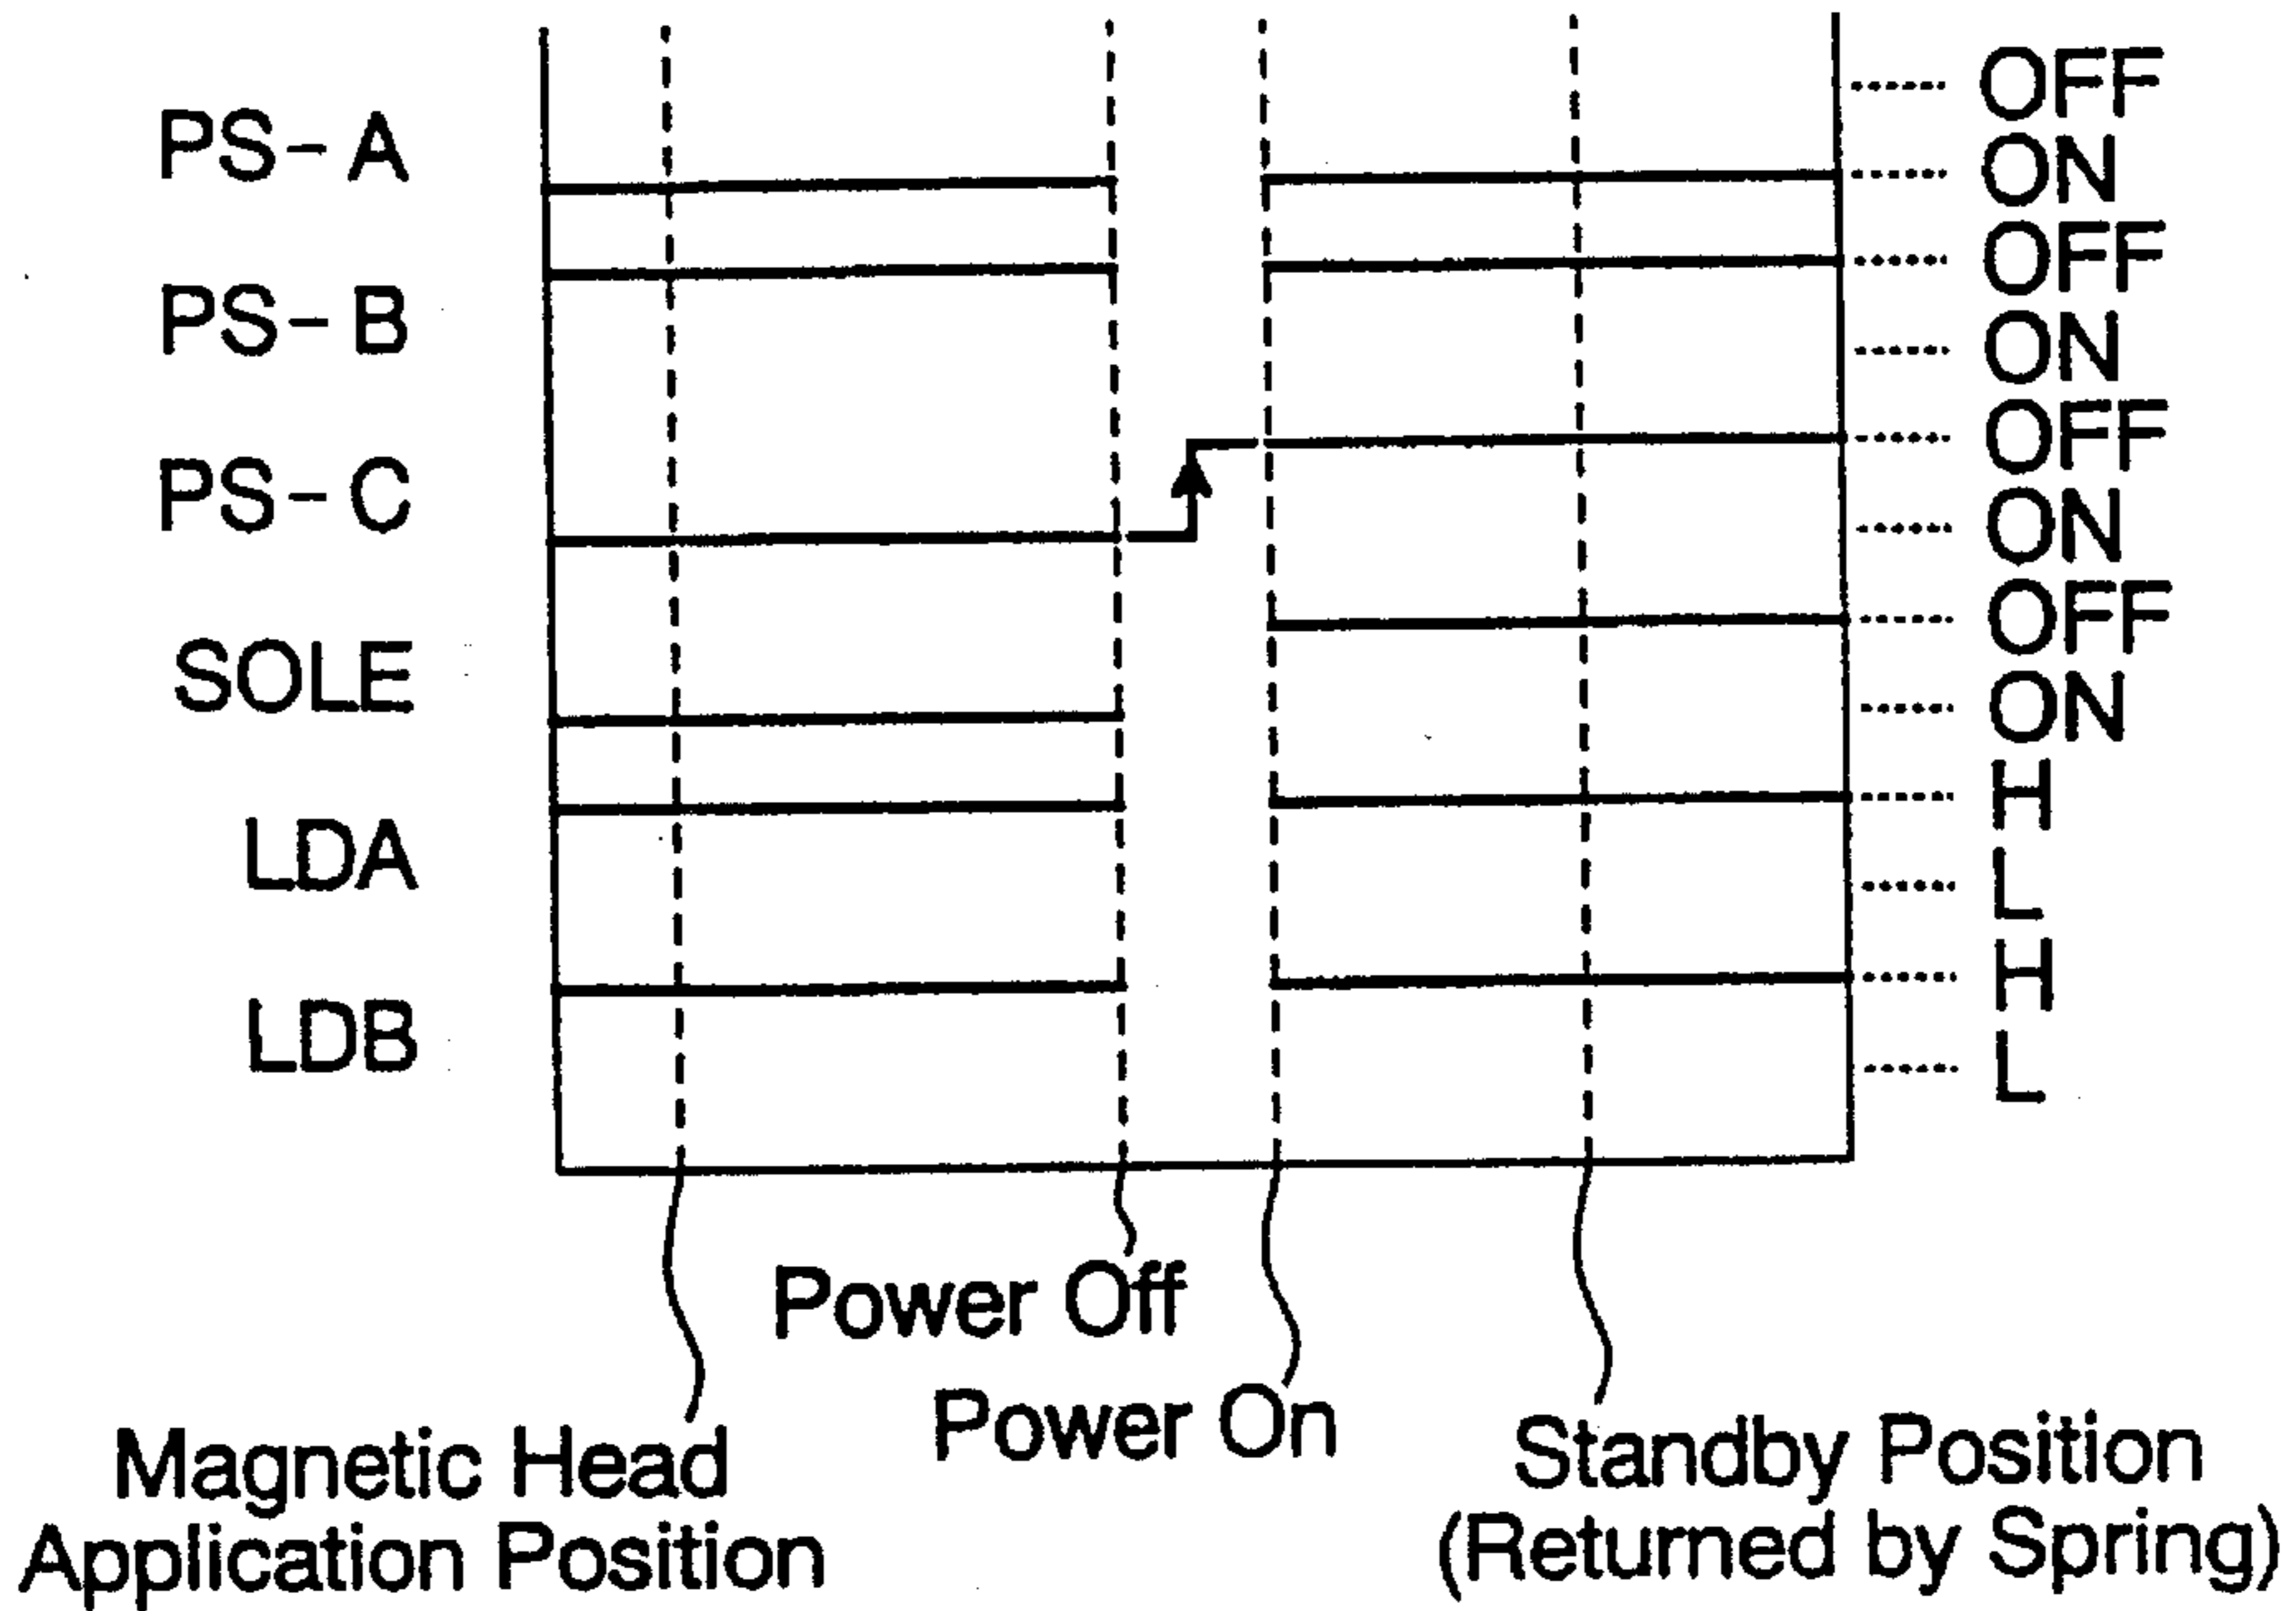 OFF
PS-A
ON
OFF
PS-B
ON
OFF
PS-C
ON
OFF
SOLE
ON
H
LDA
L
H
LDB
L
Power Off
Power On
Magnetic Head
Application Position
Standby Position
(Returned by Spring)